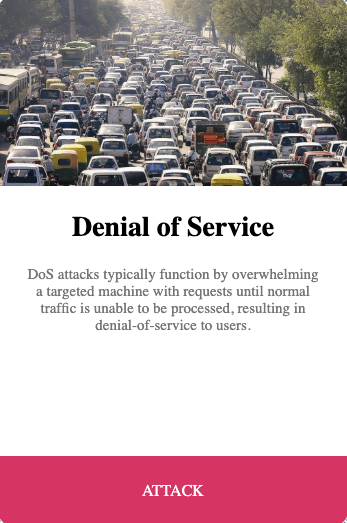 Denial of Service
DoS attacks typically function by overwhelming
a targeted machine with requests until normal
traffic is unable to be processed, resulting in
denial-of-service to users.
ATTACK